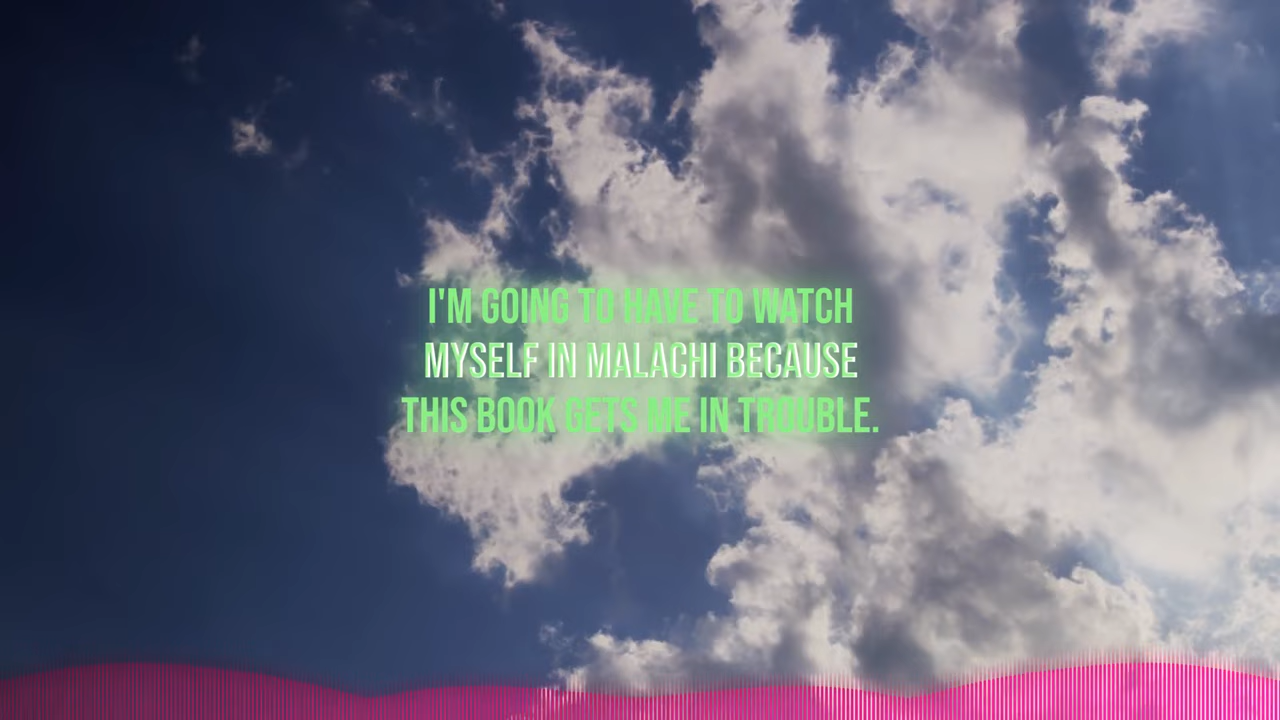 I'M GOING TO HAVE TO WATCH
MYSELF IN MALACHI BECAUSE
THIS BOOK GETS ME IN TROUBLE.